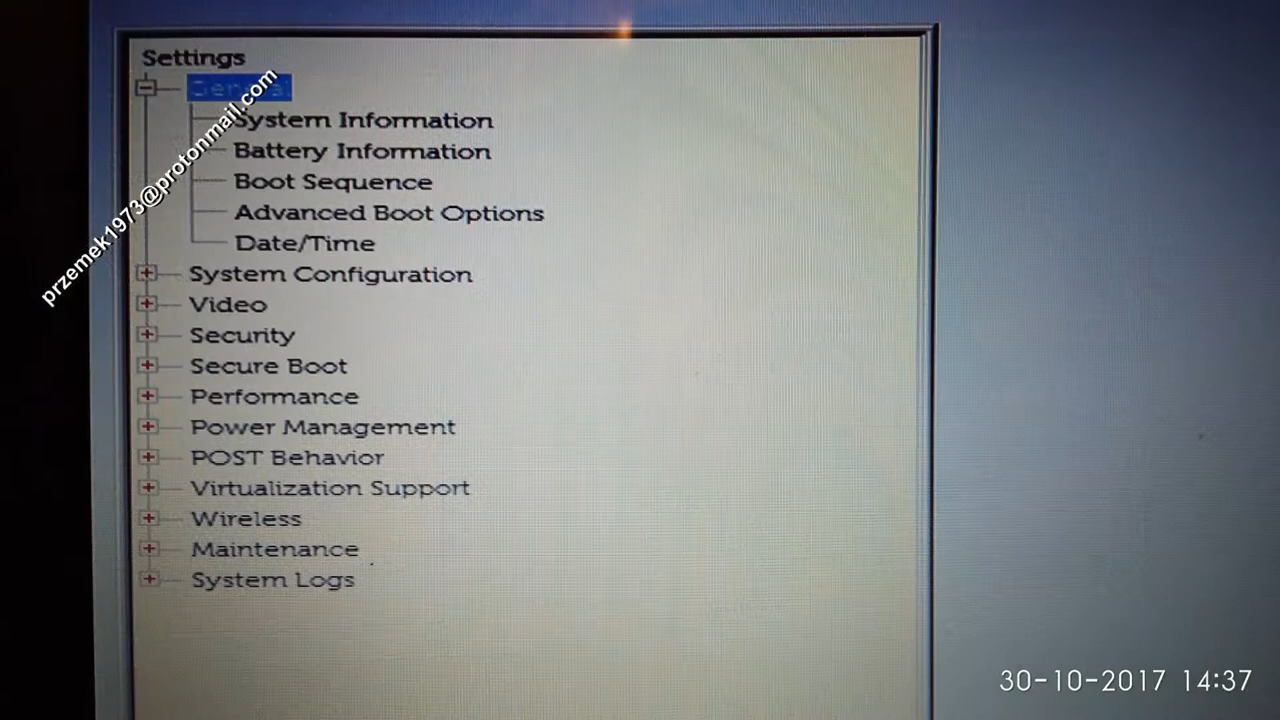 Settings
General
System Information
Battery Information
Boot Sequence
Advanced Boot Options
Date/Time
System Configuration
Video
Security
Secure Boot
Performance
Power Management
POST Behavior
Virtualization Support
Wireless
Maintenance
System Logs
przemek1973@protonmail.com
30-10-2017 14:37